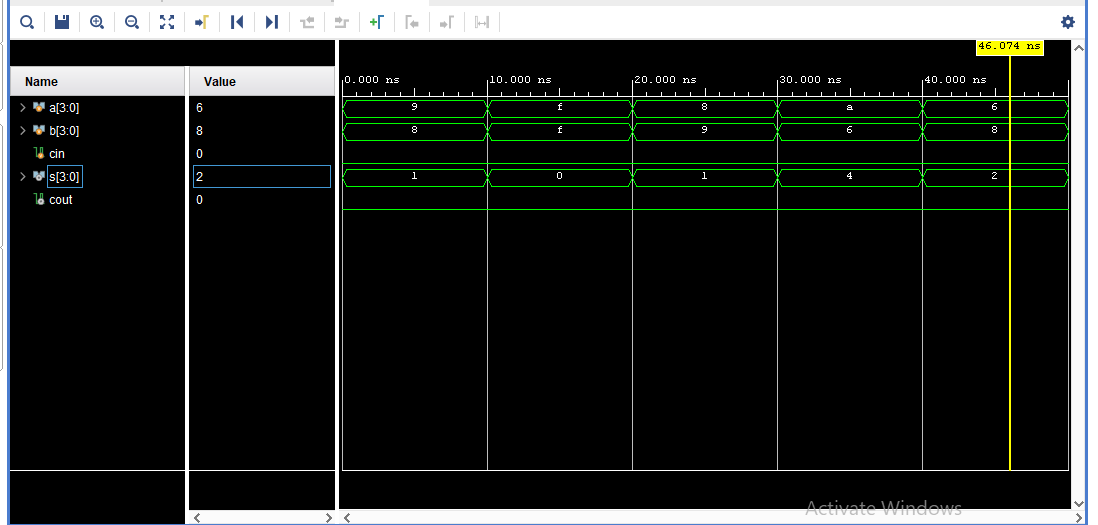 46.074 ns
Name Value
0.000 ns 10.000 ns 20.000 ns 30.000 ns 40.000 ns
a[3:0] 6 9 f 8 a 6
b[3:0] 8 8 f 9 6 8
cin 0
s[3:0] 2 1 0 1 4 2
cout 0
Activate Windows